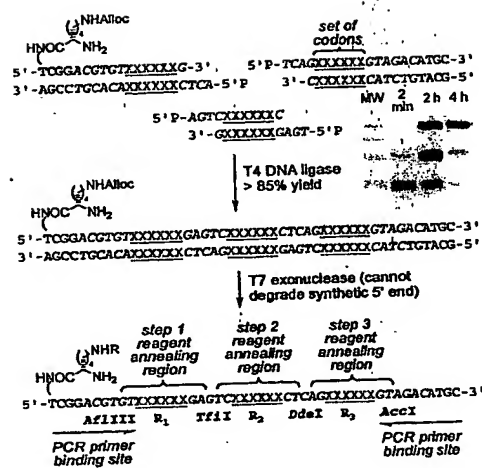 NHAlloc
HNOC NH₂ set of codons
5'-TCGGACGTGTXXXXXXG-3' 5'P-TCAGXXXXXXGTAGACATGC-3'
3'-AGCCTGCACAXXXXXXCTCA-5'P 3'-CXXXXXXCATCTGTACG-5'
5'P-AGTCXXXXXXC MW 2 min 2h 4h
3'-GXXXXXXGAGT-5'P
T4 DNA ligase
> 85% yield
NHAlloc
HNOC NH₂
5'-TCGGACGTGTXXXXXXGAGTCXXXXXXCTCAGXXXXXXGTAGACATGC-3'
3'-AGCCTGCACAXXXXXXCTCAGXXXXXXGAGTCXXXXXXCATCTGTACG-5'
T7 exonuclease (cannot
degrade synthetic 5' end)
NHR step 1 reagent annealing region step 2 reagent annealing region step 3 reagent annealing region
HNOC NH₂
5'-TCGGACGTGTXXXXXXGAGTCXXXXXXCTCAGXXXXXXGTAGACATGC-3'
AflIII R₁ TfiI R₂ DdeI R₃ AccI
PCR primer binding site PCR primer binding site